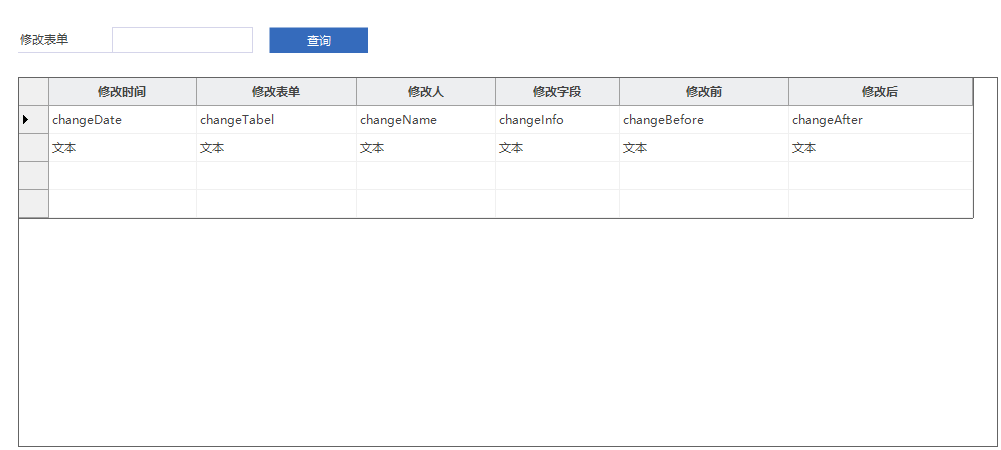 修改表单 查询
修改时间 修改表单 修改人 修改字段 修改前 修改后
changeDate changeTabel changeName changeInfo changeBefore changeAfter
文本 文本 文本 文本 文本 文本